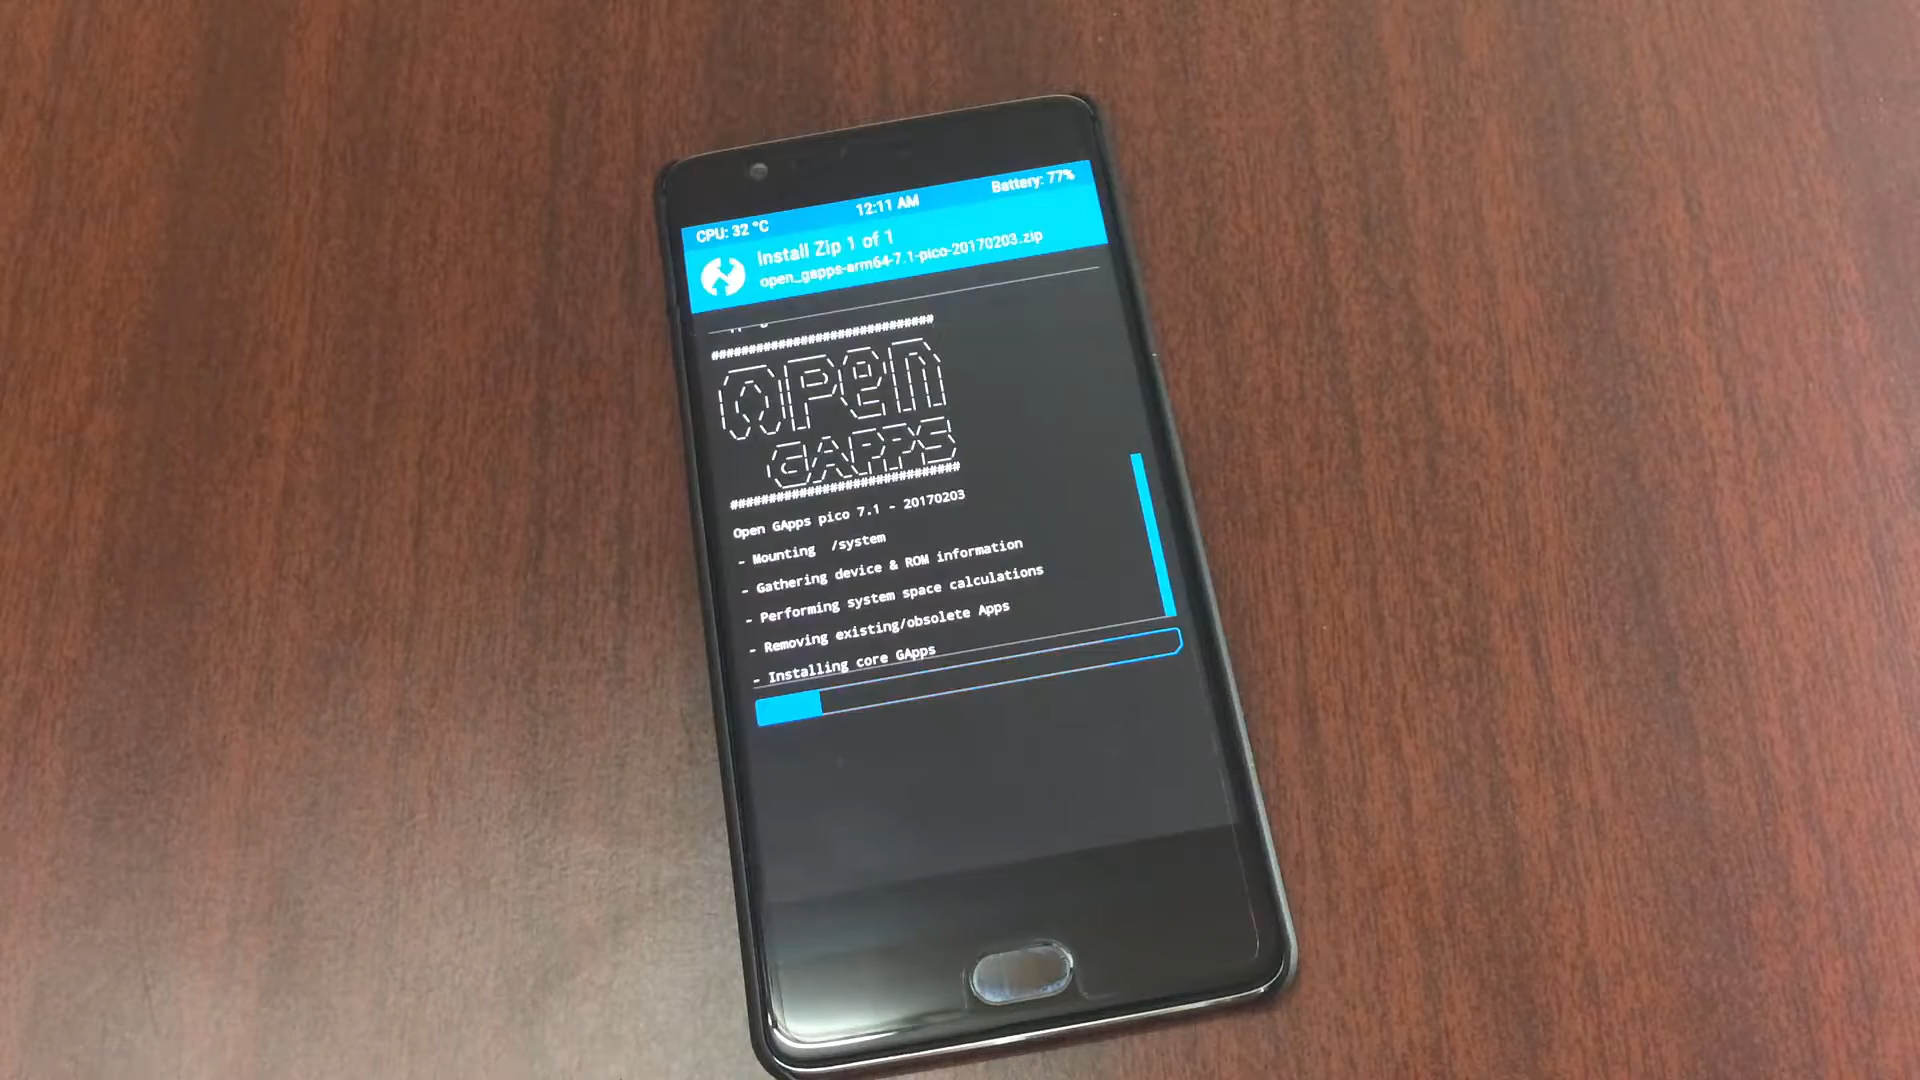 CPU: 32 °C 12:11 AM Battery: 77%
Install Zip 1 of 1
open_gapps-arm64-7.1-pico-20170203.zip
##############################
OPEN
GAPPS
##############################
Open GApps pico 7.1 - 20170203
- Mounting /system
- Gathering device & ROM information
- Performing system space calculations
- Removing existing/obsolete Apps
- Installing core GApps